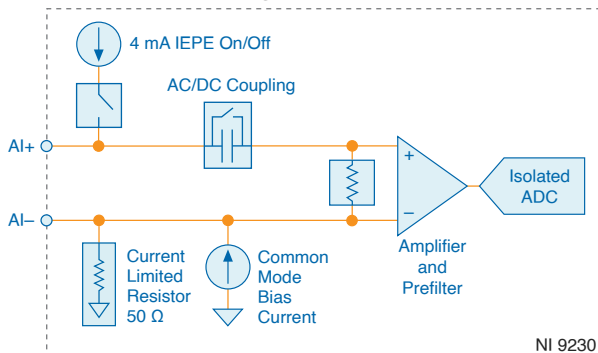 4 mA IEPE On/Off
AC/DC Coupling
AI+
+
Isolated
ADC
AI–
–
Amplifier
and
Prefilter
Current
Limited
Resistor
50 Ω
Common
Mode
Bias
Current
NI 9230